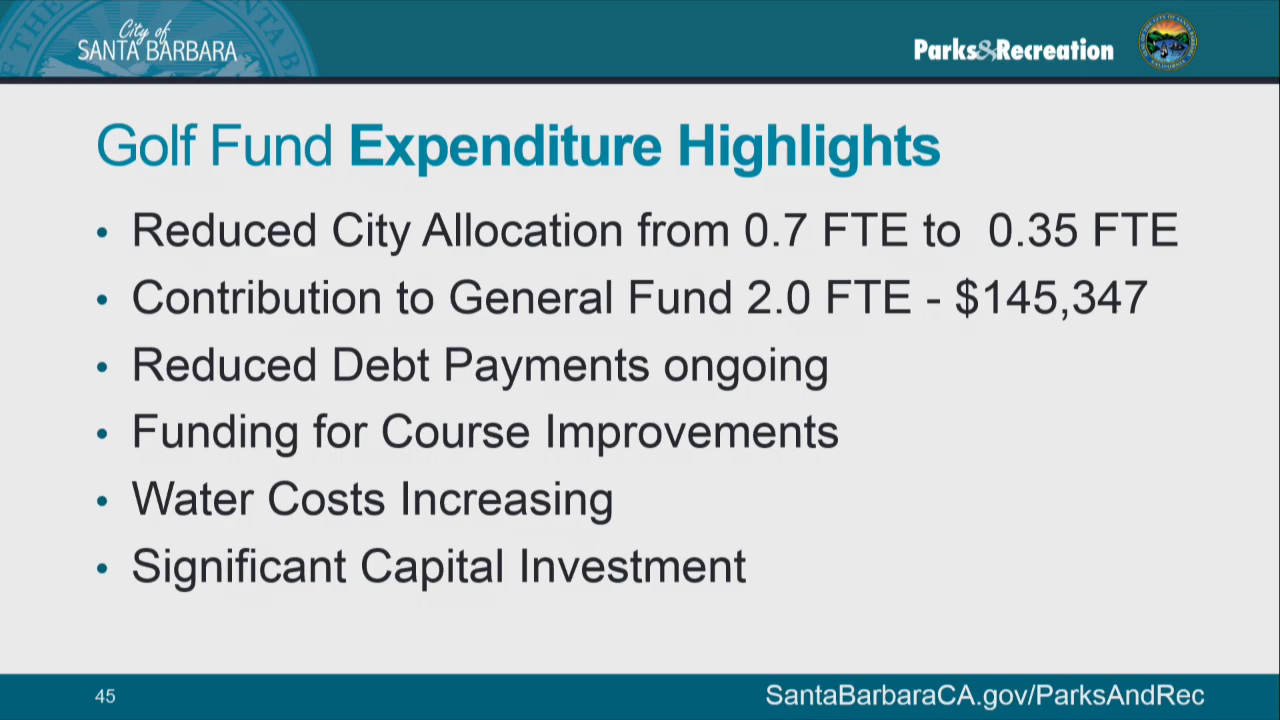 City of
SANTA BARBARA
Parks&Recreation
Golf Fund Expenditure Highlights
• Reduced City Allocation from 0.7 FTE to 0.35 FTE
• Contribution to General Fund 2.0 FTE - $145,347
• Reduced Debt Payments ongoing
• Funding for Course Improvements
• Water Costs Increasing
• Significant Capital Investment
45
SantaBarbaraCA.gov/ParksAndRec